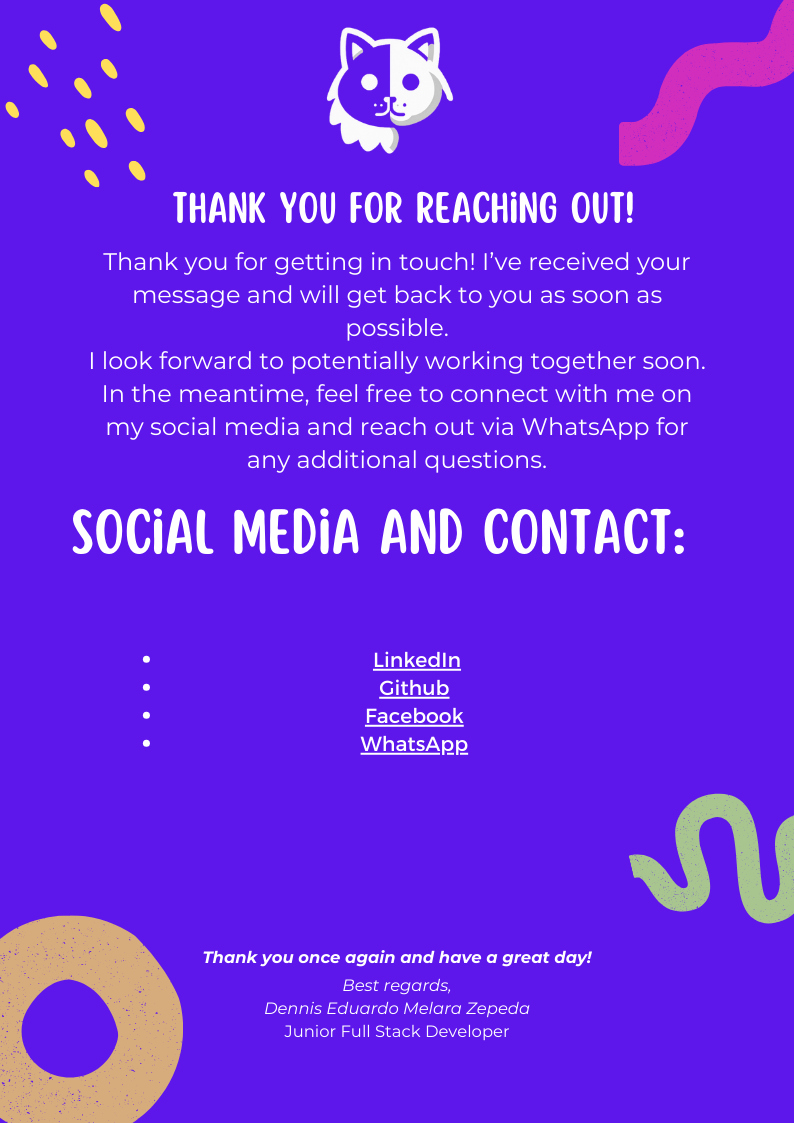 THANK YOU FOR REACHiNG OUT!
Thank you for getting in touch! I’ve received your
message and will get back to you as soon as
possible.
I look forward to potentially working together soon.
In the meantime, feel free to connect with me on
my social media and reach out via WhatsApp for
any additional questions.
SOCiAL MEDiA AND CONTACT:
• LinkedIn
• Github
• Facebook
• WhatsApp
Thank you once again and have a great day!
Best regards,
Dennis Eduardo Melara Zepeda
Junior Full Stack Developer